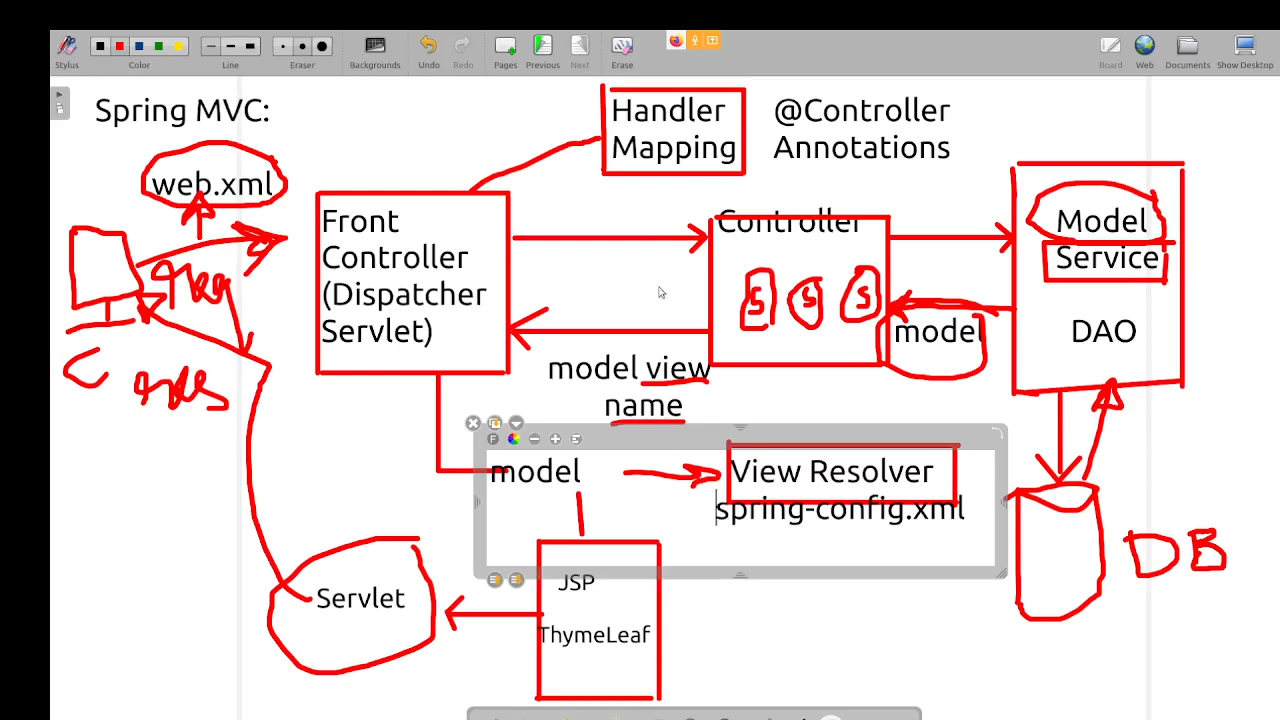 Stylus
Color
Line
Eraser
Backgrounds
Undo
Redo
Pages
Previous
Next
Erase
Board
Web
Documents
Show Desktop
Spring MVC:
Handler
Mapping
@Controller
Annotations
web.xml
Front
Controller
(Dispatcher
Servlet)
Controller
S S S
Model
Service
DAO
model
model view
name
req
res
C
model
View Resolver
spring-config.xml
DB
JSP
ThymeLeaf
Servlet